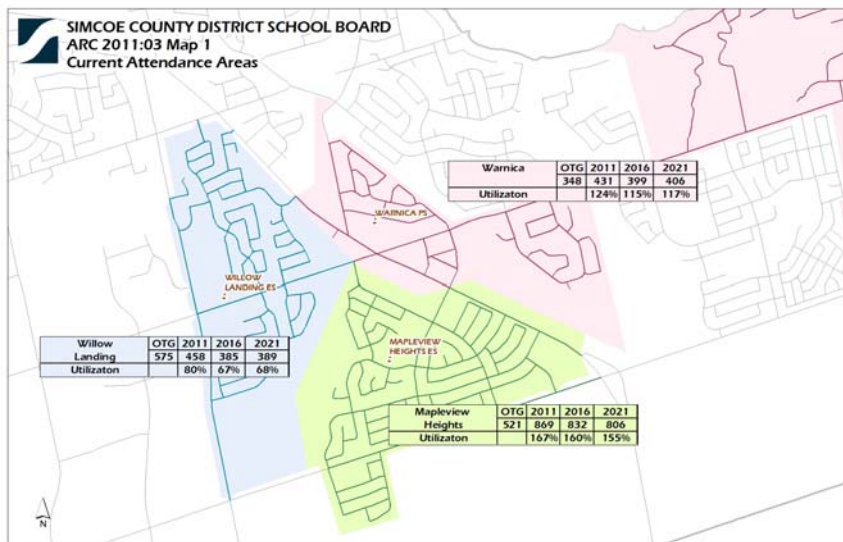 SIMCOE COUNTY DISTRICT SCHOOL BOARD
ARC 2011:03 Map 1
Current Attendance Areas
Warnica OTG 2011 2016 2021
348 431 399 406
Utilizaton 124% 115% 117%
WARNICA PS
WILLOW
LANDING ES
Willow OTG 2011 2016 2021
Landing 575 458 385 389
Utilizaton 80% 67% 68%
MAPLEVIEW
HEIGHTS ES
Mapleview OTG 2011 2016 2021
Heights 521 869 832 806
Utilizaton 167% 160% 155%
N